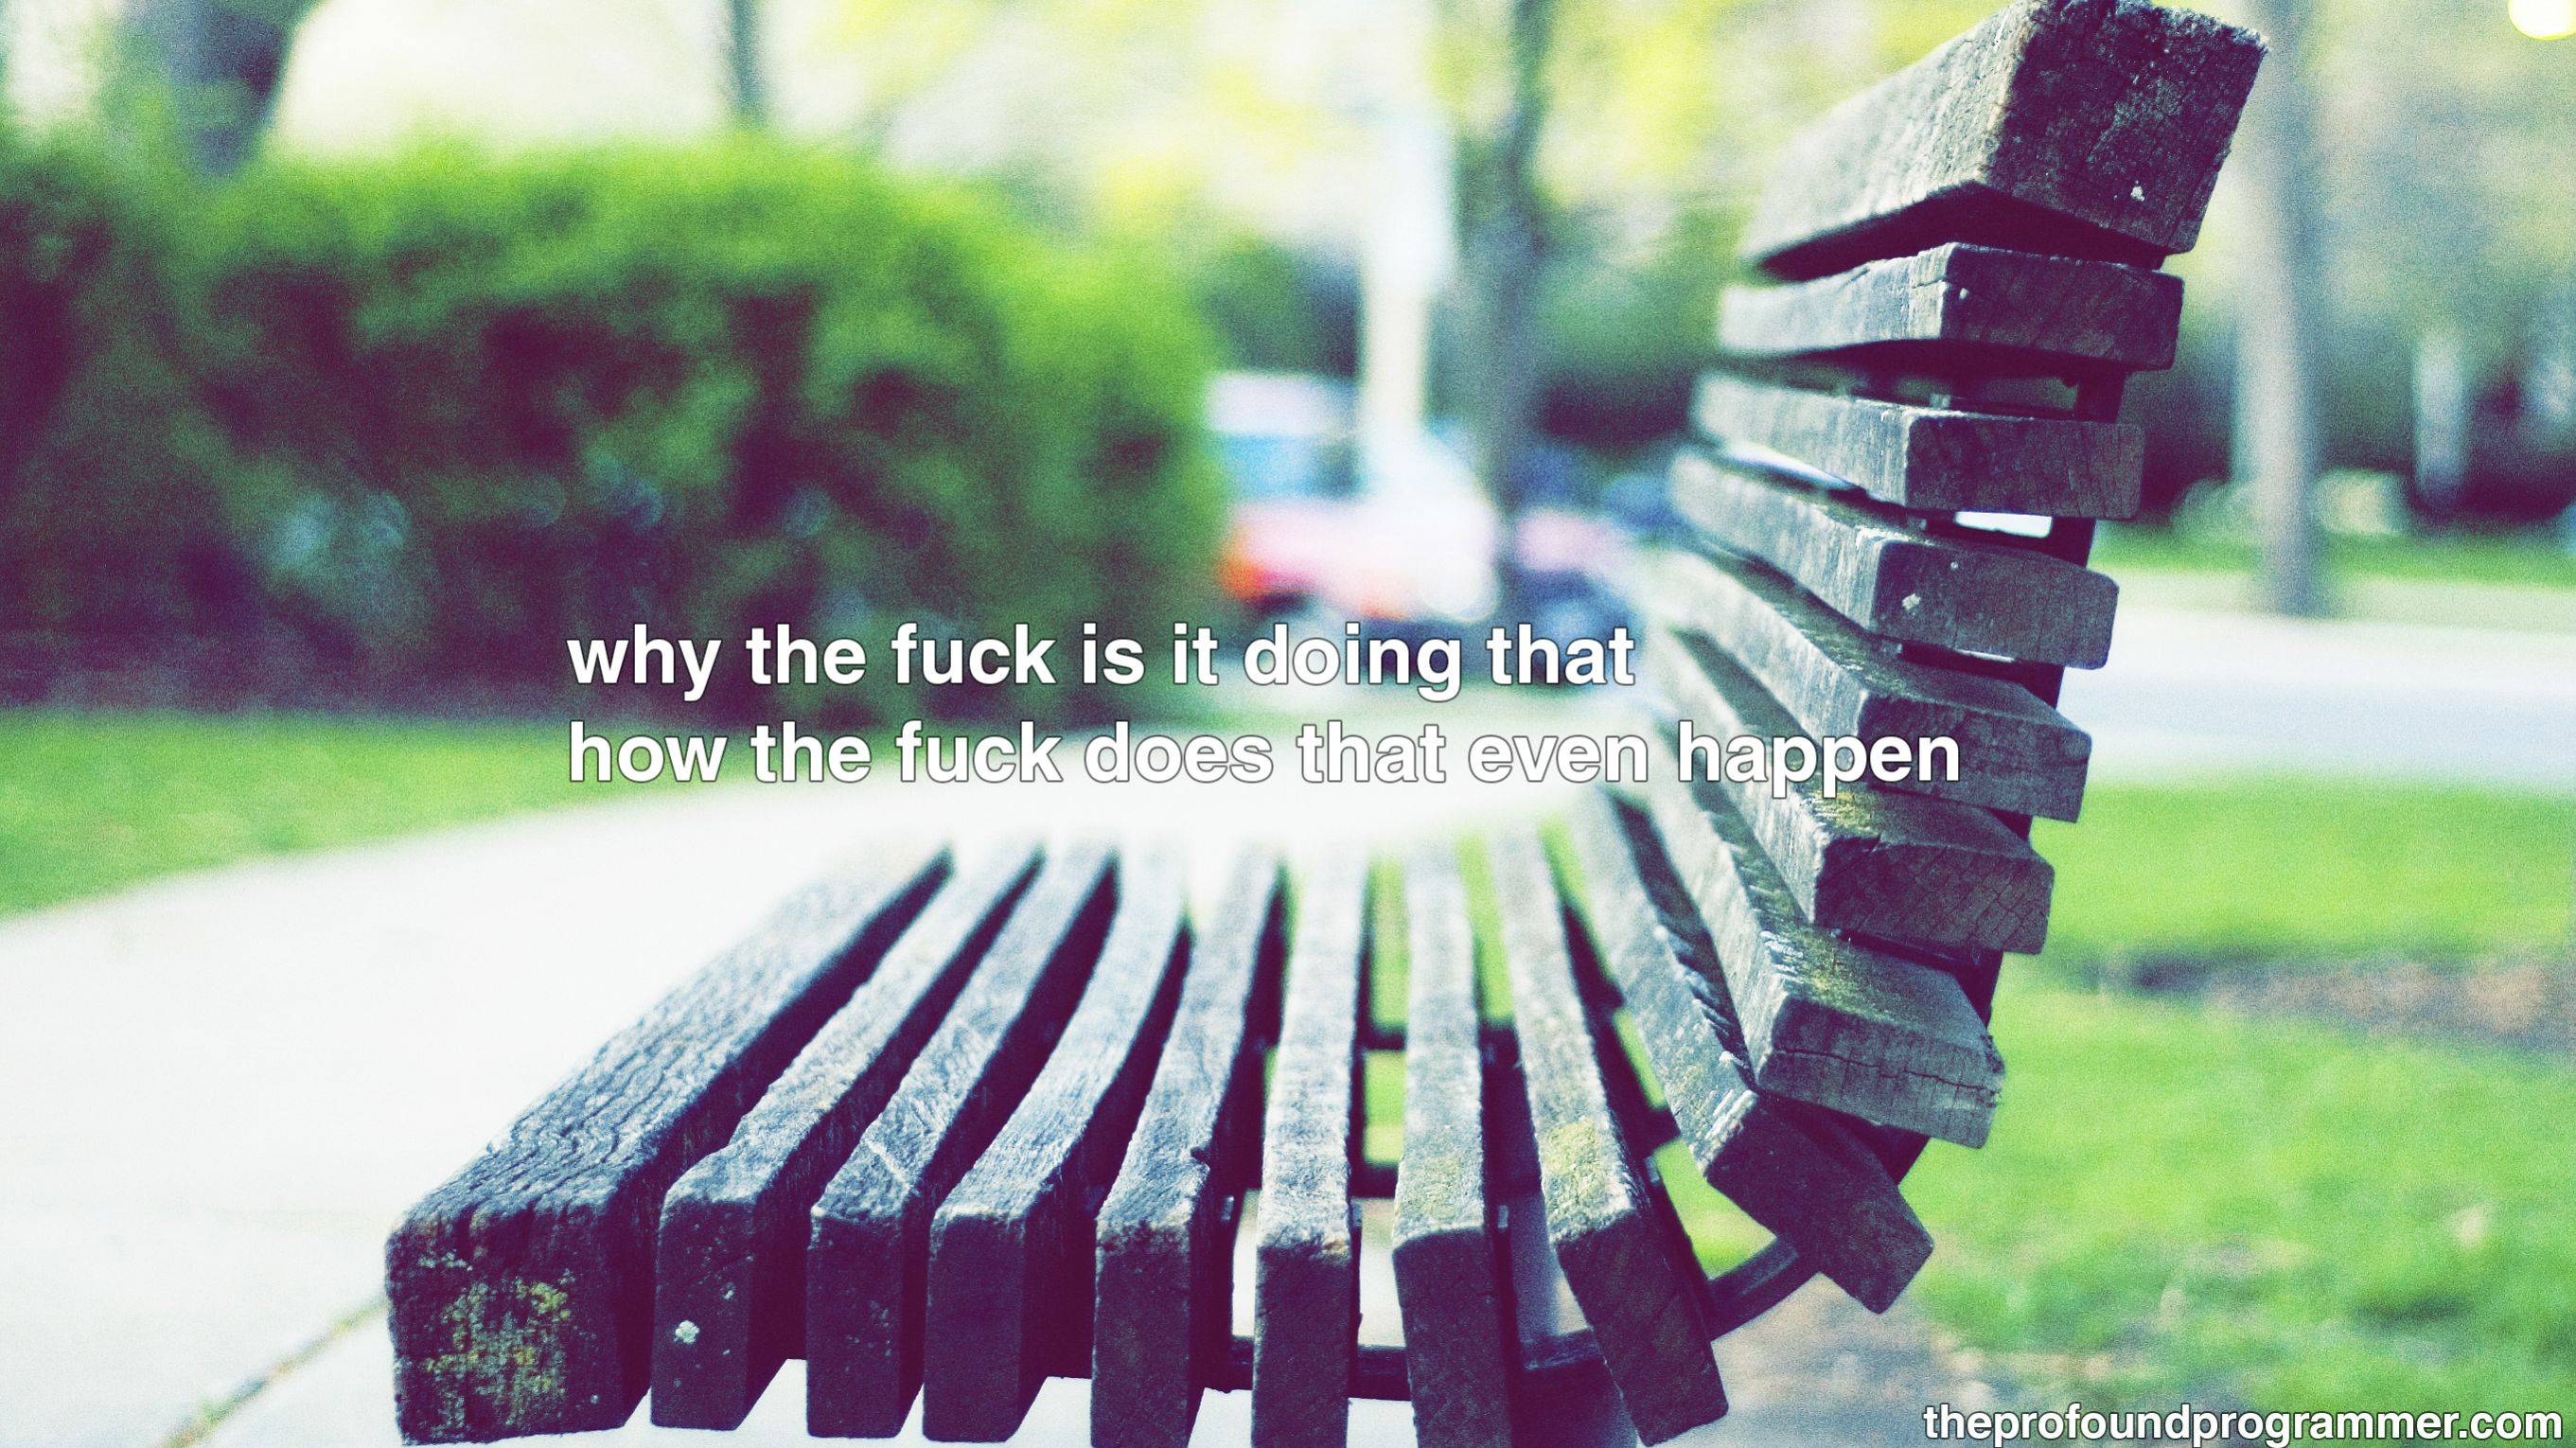 why the fuck is it doing that
how the fuck does that even happen
theprofoundprogrammer.com